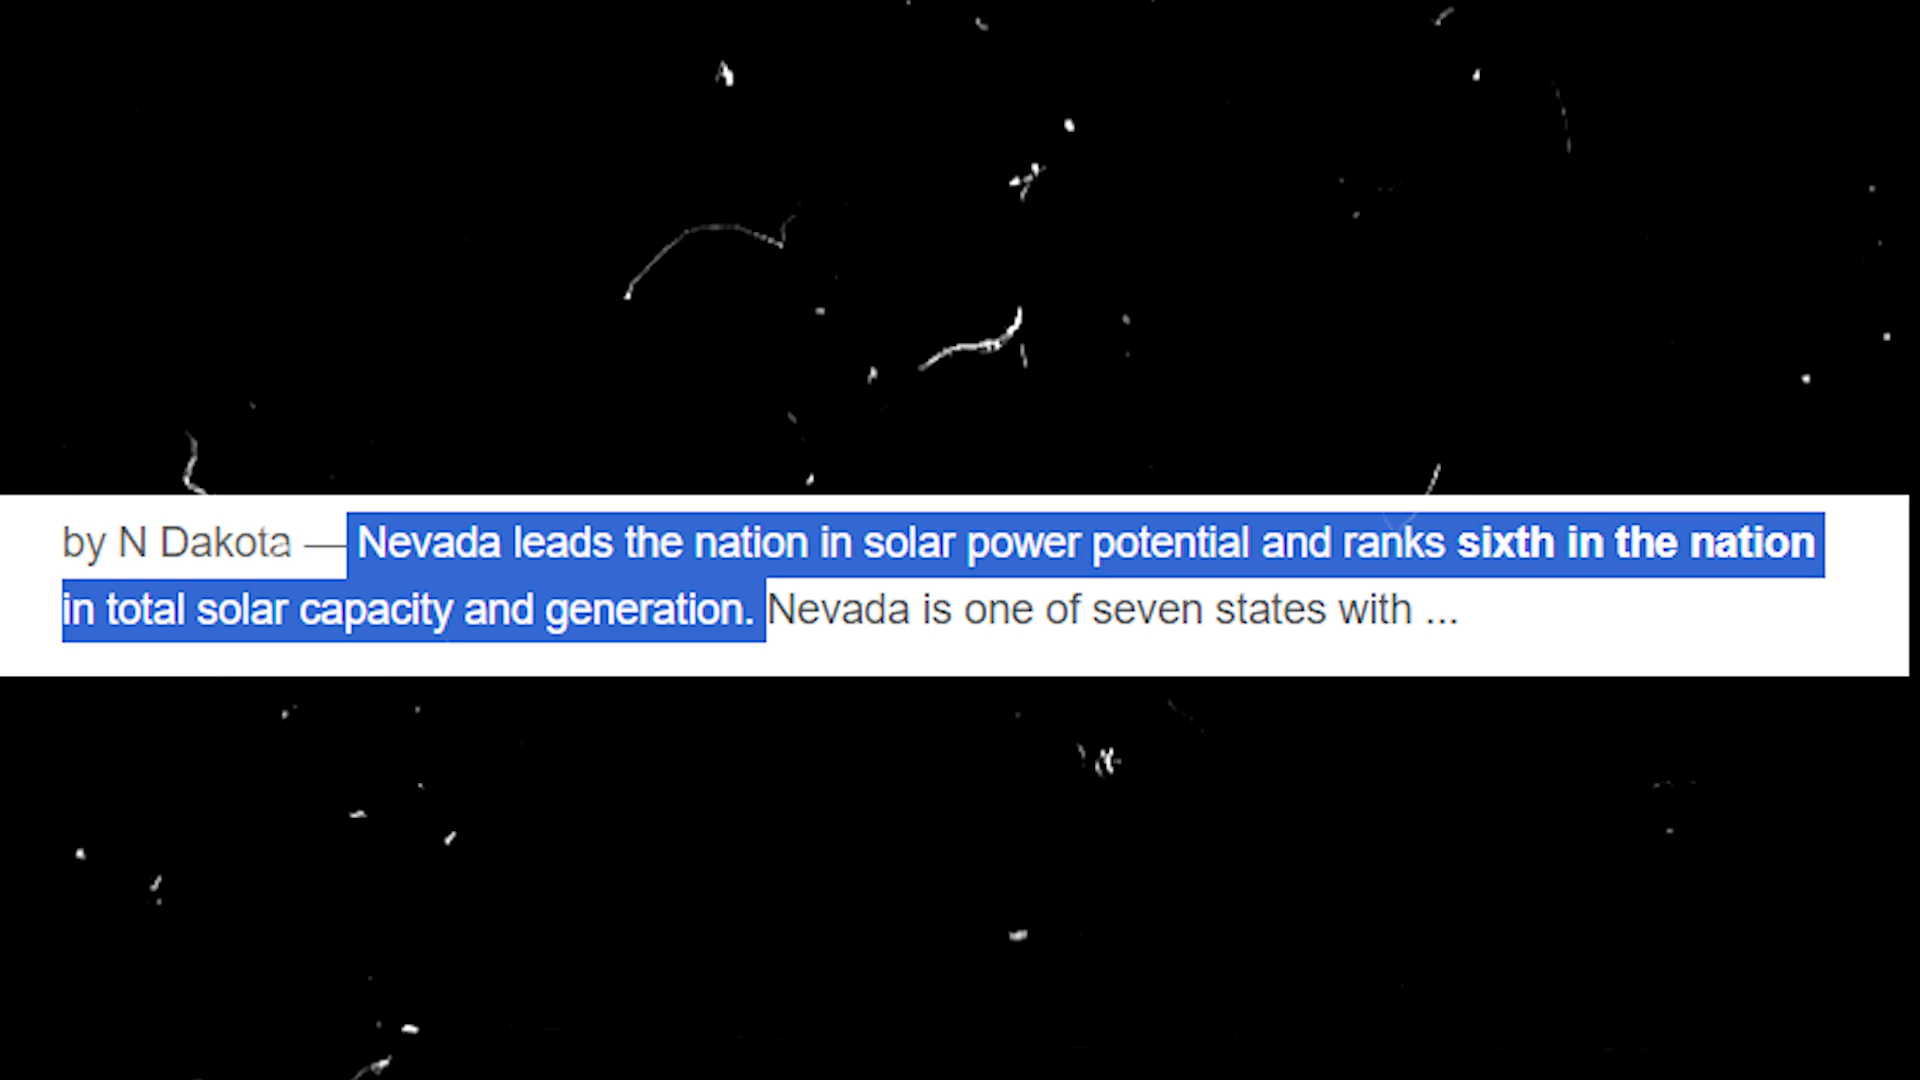 by N Dakota — Nevada leads the nation in solar power potential and ranks sixth in the nation
in total solar capacity and generation. Nevada is one of seven states with ...